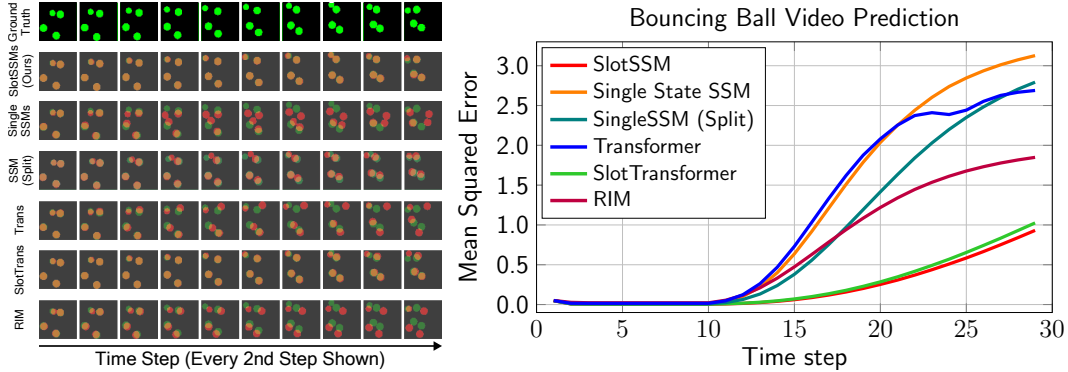 Ground
Truth
SlotSSMs
(Ours)
Single
SSMs
SSM
(Split)
Trans
SlotTrans
RIM
Time Step (Every 2nd Step Shown)
Bouncing Ball Video Prediction
Mean Squared Error
3.0
2.5
2.0
1.5
1.0
0.5
0.0
SlotSSM
Single State SSM
SingleSSM (Split)
Transformer
SlotTransformer
RIM
0 5 10 15 20 25 30
Time step